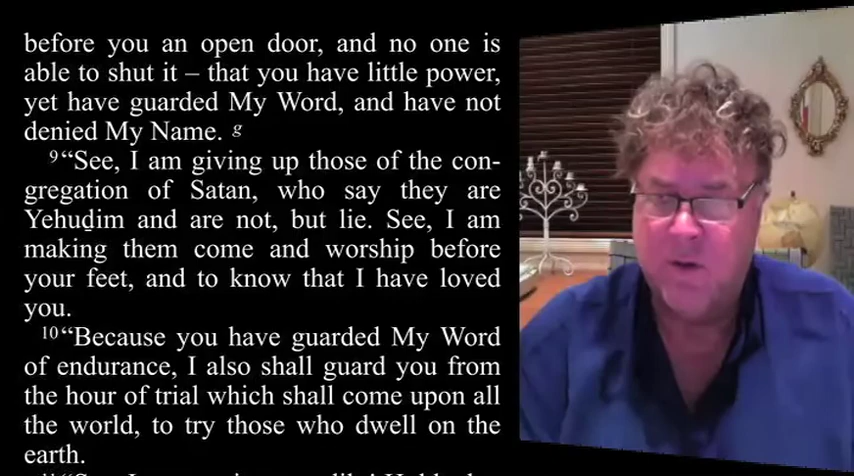 before you an open door, and no one is
able to shut it – that you have little power,
yet have guarded My Word, and have not
denied My Name. g
9“See, I am giving up those of the con-
gregation of Satan, who say they are
Yehuḏim and are not, but lie. See, I am
making them come and worship before
your feet, and to know that I have loved
you.
10“Because you have guarded My Word
of endurance, I also shall guard you from
the hour of trial which shall come upon all
the world, to try those who dwell on the
earth.